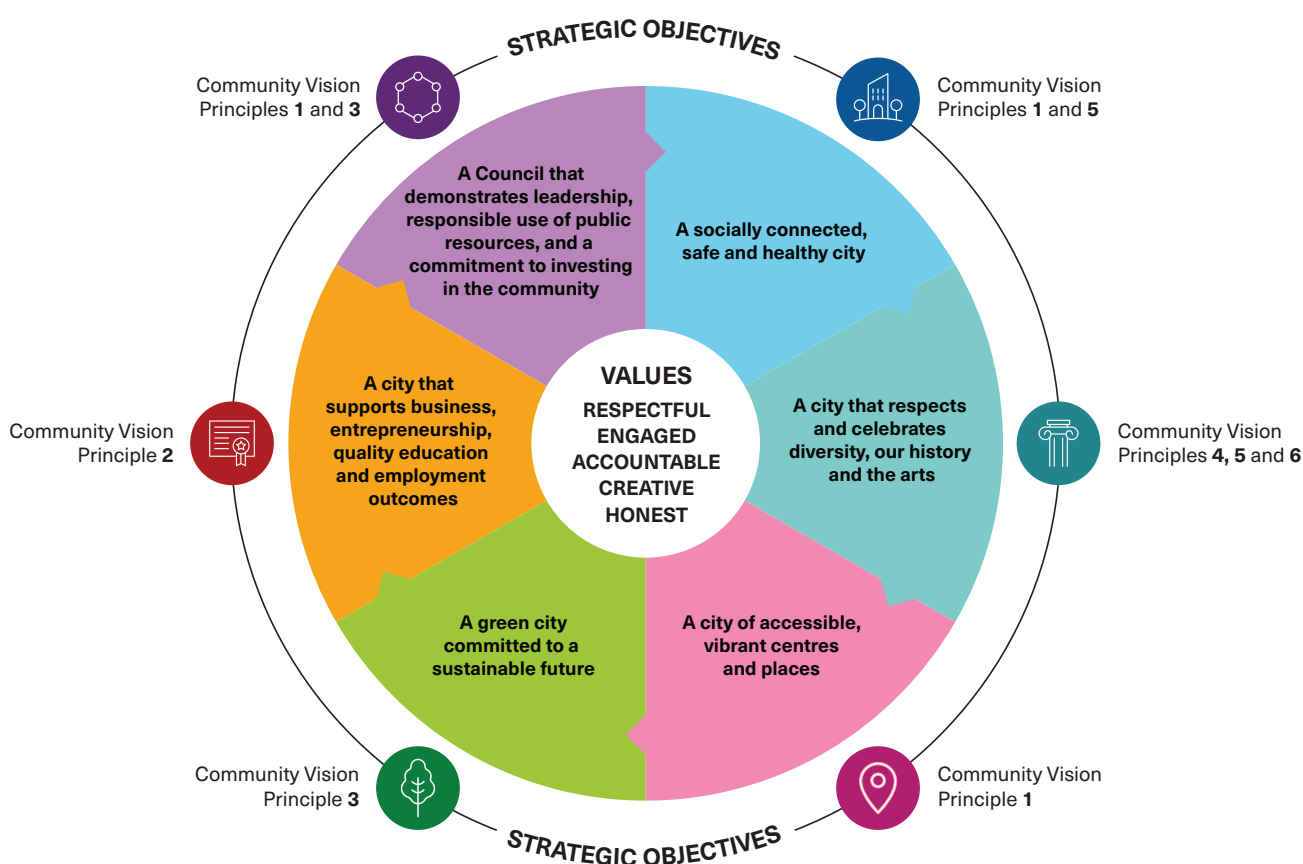 STRATEGIC OBJECTIVES
Community Vision
Principles 1 and 3
Community Vision
Principles 1 and 5
A Council that
demonstrates leadership,
responsible use of public
resources, and a
commitment to investing
in the community
A socially connected,
safe and healthy city
Community Vision
Principle 2
A city that
supports business,
entrepreneurship,
quality education
and employment
outcomes
VALUES
RESPECTFUL
ENGAGED
ACCOUNTABLE
CREATIVE
HONEST
A city that respects
and celebrates
diversity, our history
and the arts
Community Vision
Principles 4, 5 and 6
A green city
committed to a
sustainable future
A city of accessible,
vibrant centres
and places
Community Vision
Principle 3
Community Vision
Principle 1
STRATEGIC OBJECTIVES